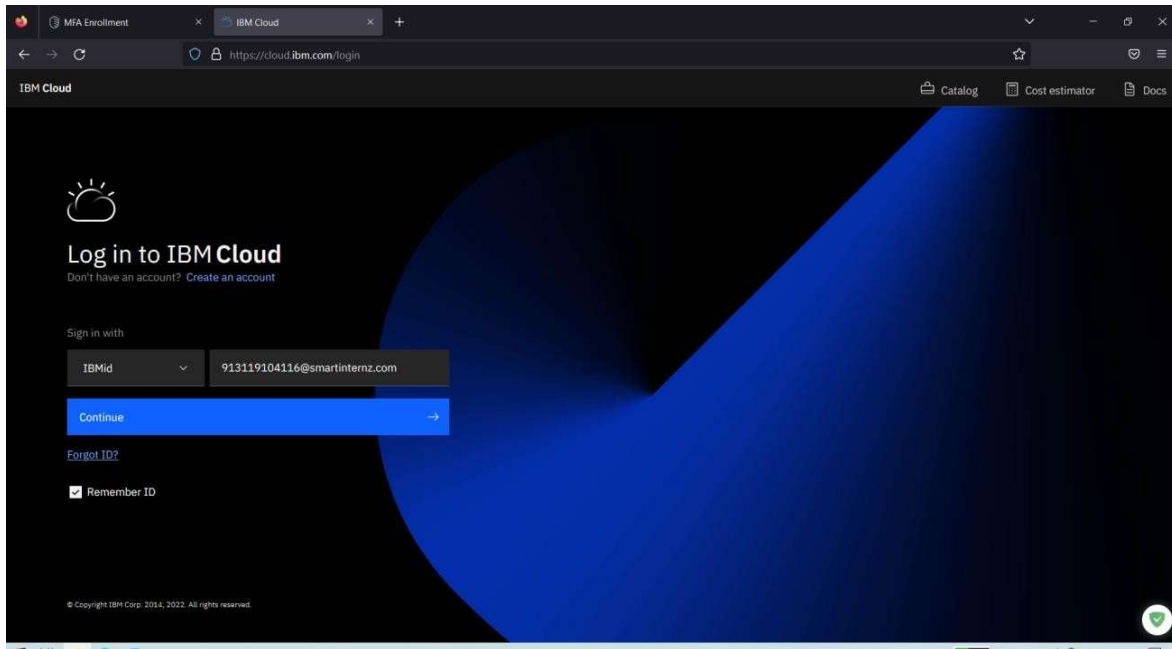 MFA Enrollment IBM Cloud
https://cloud.ibm.com/login
IBM Cloud Catalog Cost estimator Docs
Log in to IBM Cloud
Don't have an account? Create an account
Sign in with
IBMid 913119104116@smartinternz.com
Continue
Forgot ID?
Remember ID
© Copyright IBM Corp. 2014, 2022. All rights reserved.